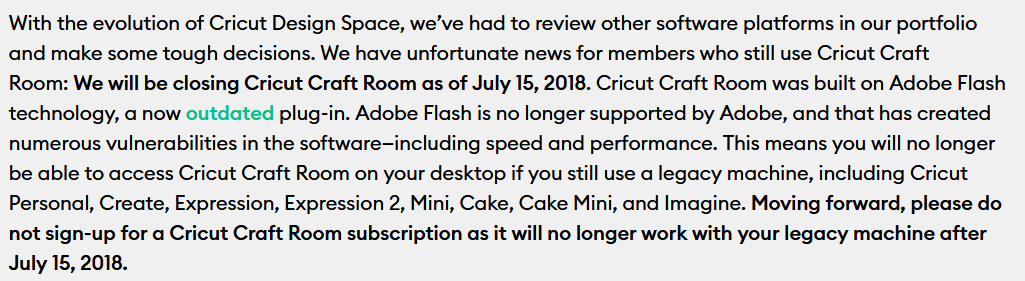 With the evolution of Cricut Design Space, we’ve had to review other software platforms in our portfolio
and make some tough decisions. We have unfortunate news for members who still use Cricut Craft
Room: We will be closing Cricut Craft Room as of July 15, 2018. Cricut Craft Room was built on Adobe Flash
technology, a now outdated plug-in. Adobe Flash is no longer supported by Adobe, and that has created
numerous vulnerabilities in the software–including speed and performance. This means you will no longer
be able to access Cricut Craft Room on your desktop if you still use a legacy machine, including Cricut
Personal, Create, Expression, Expression 2, Mini, Cake, Cake Mini, and Imagine. Moving forward, please do
not sign-up for a Cricut Craft Room subscription as it will no longer work with your legacy machine after
July 15, 2018.